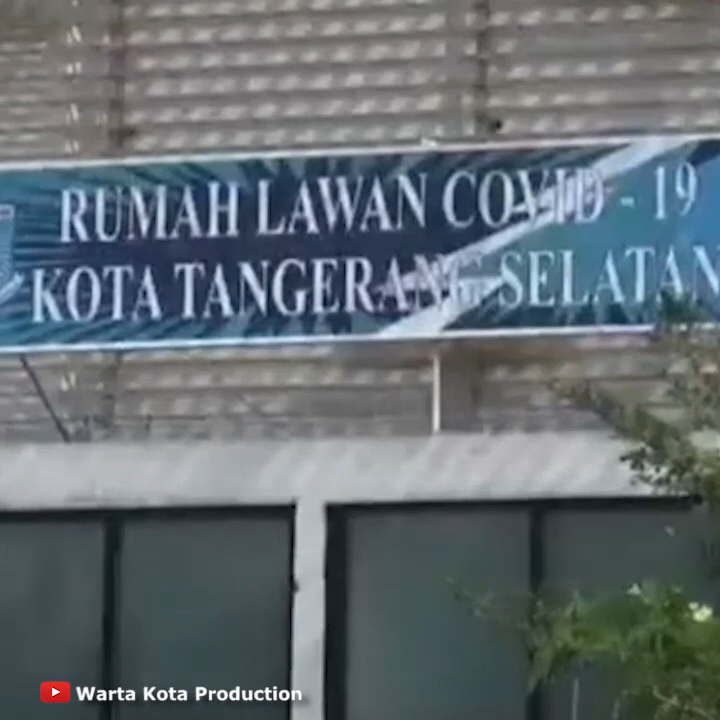 RUMAH LAWAN COVID - 19
KOTA TANGERANG SELATAN
Warta Kota Production